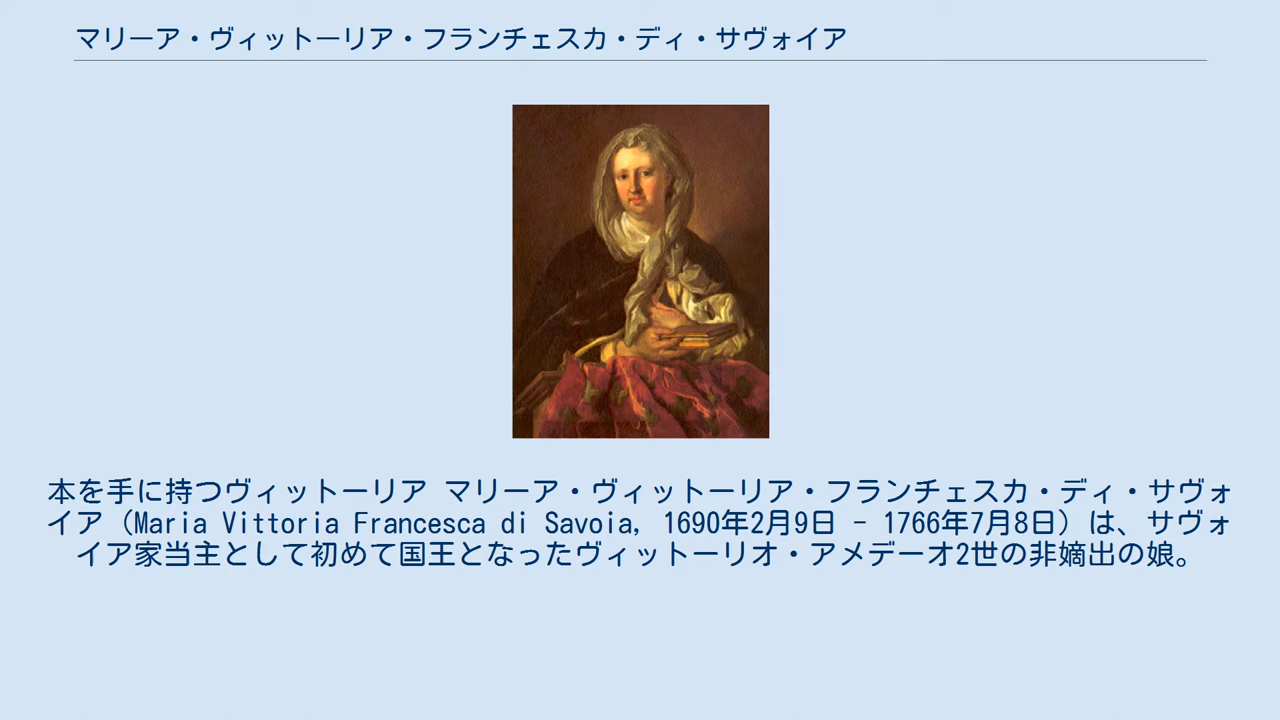 マリーア・ヴィットーリア・フランチェスカ・ディ・サヴォイア
本を手に持つヴィットーリア マリーア・ヴィットーリア・フランチェスカ・ディ・サヴォ
イア（Maria Vittoria Francesca di Savoia, 1690年2月9日 - 1766年7月8日）は、サヴォ
イア家当主として初めて国王となったヴィットーリオ・アメデーオ2世の非嫡出の娘。